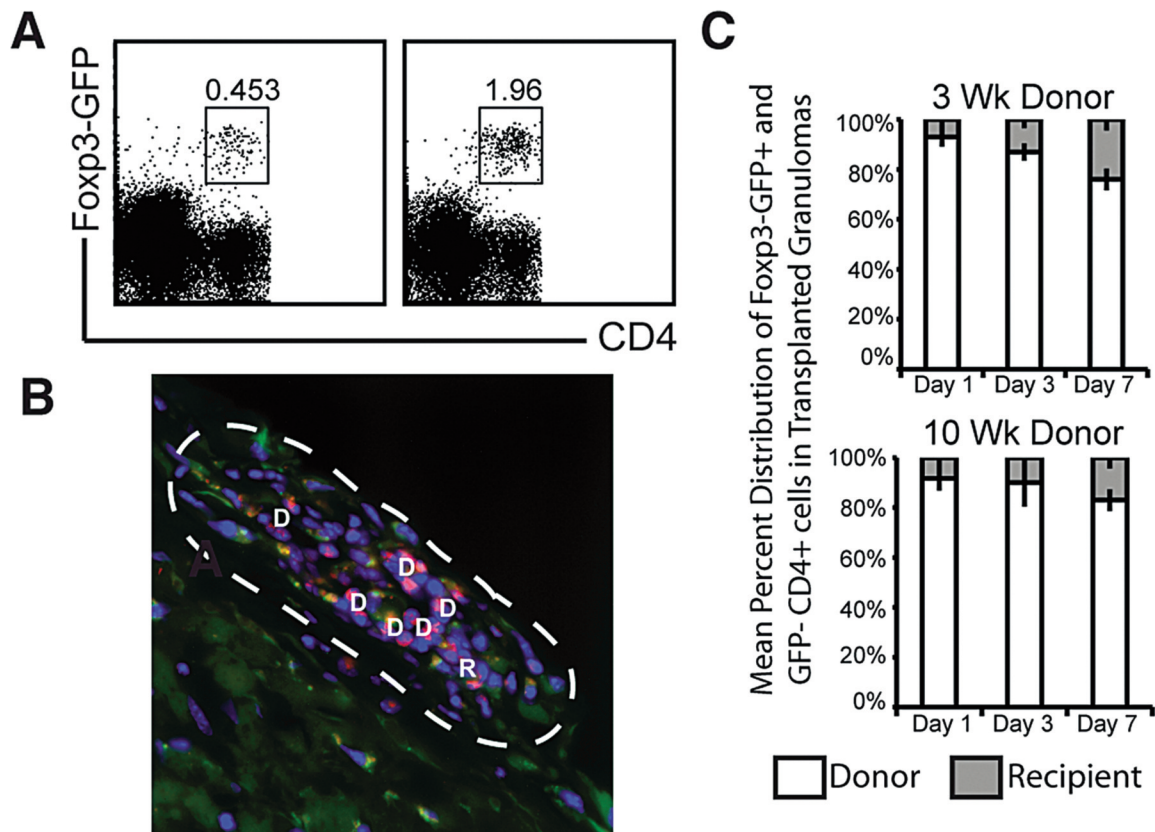 A
Foxp3-GFP
0.453
1.96
CD4
B
D
D
D
D
D
D
R
A
C
Mean Percent Distribution of Foxp3-GFP+ and
GFP- CD4+ cells in Transplanted Granulomas
3 Wk Donor
100%
80%
60%
40%
20%
0%
Day 1
Day 3
Day 7
10 Wk Donor
100%
80%
60%
40%
20%
0%
Day 1
Day 3
Day 7
Donor
Recipient